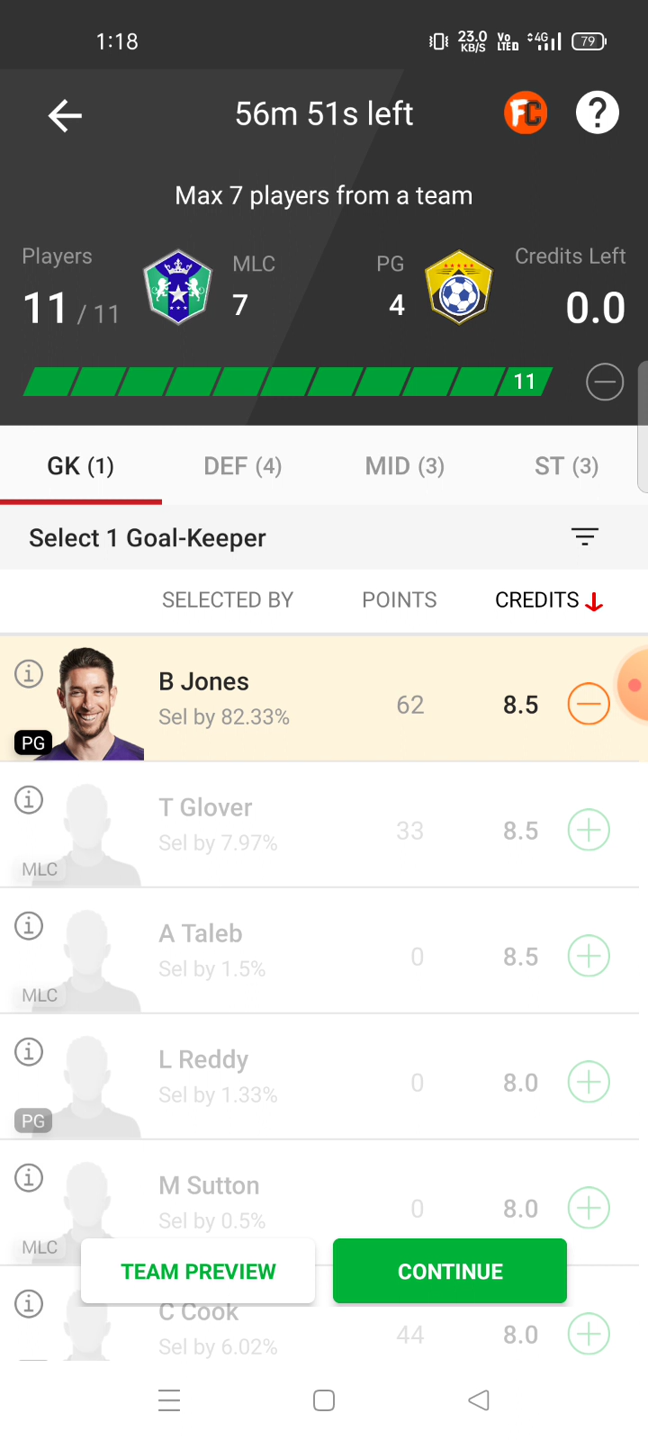 1:18
23.0 KB/S
Vo LTED
4G
79
56m 51s left
FC
?
Max 7 players from a team
Players
11 / 11
MLC
7
PG
4
Credits Left
0.0
11
GK (1)
DEF (4)
MID (3)
ST (3)
Select 1 Goal-Keeper
SELECTED BY
POINTS
CREDITS
B Jones
Sel by 82.33%
62
8.5
PG
T Glover
Sel by 7.97%
33
8.5
MLC
A Taleb
Sel by 1.5%
0
8.5
MLC
L Reddy
Sel by 1.33%
0
8.0
PG
M Sutton
Sel by 0.5%
0
8.0
MLC
TEAM PREVIEW
CONTINUE
C Cook
Sel by 6.02%
44
8.0